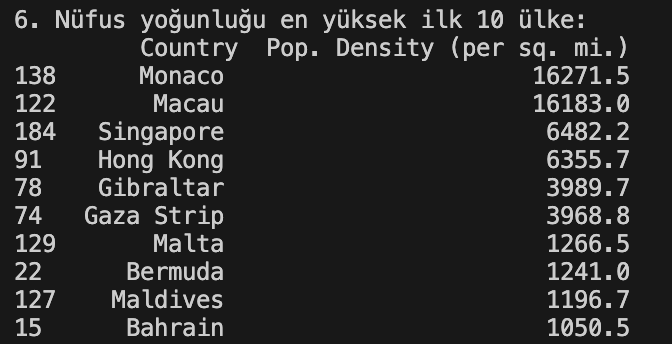 6. Nüfus yoğunluğu en yüksek ilk 10 ülke:
Country  Pop. Density (per sq. mi.)
138 Monaco 16271.5
122 Macau 16183.0
184 Singapore 6482.2
91 Hong Kong 6355.7
78 Gibraltar 3989.7
74 Gaza Strip 3968.8
129 Malta 1266.5
22 Bermuda 1241.0
127 Maldives 1196.7
15 Bahrain 1050.5